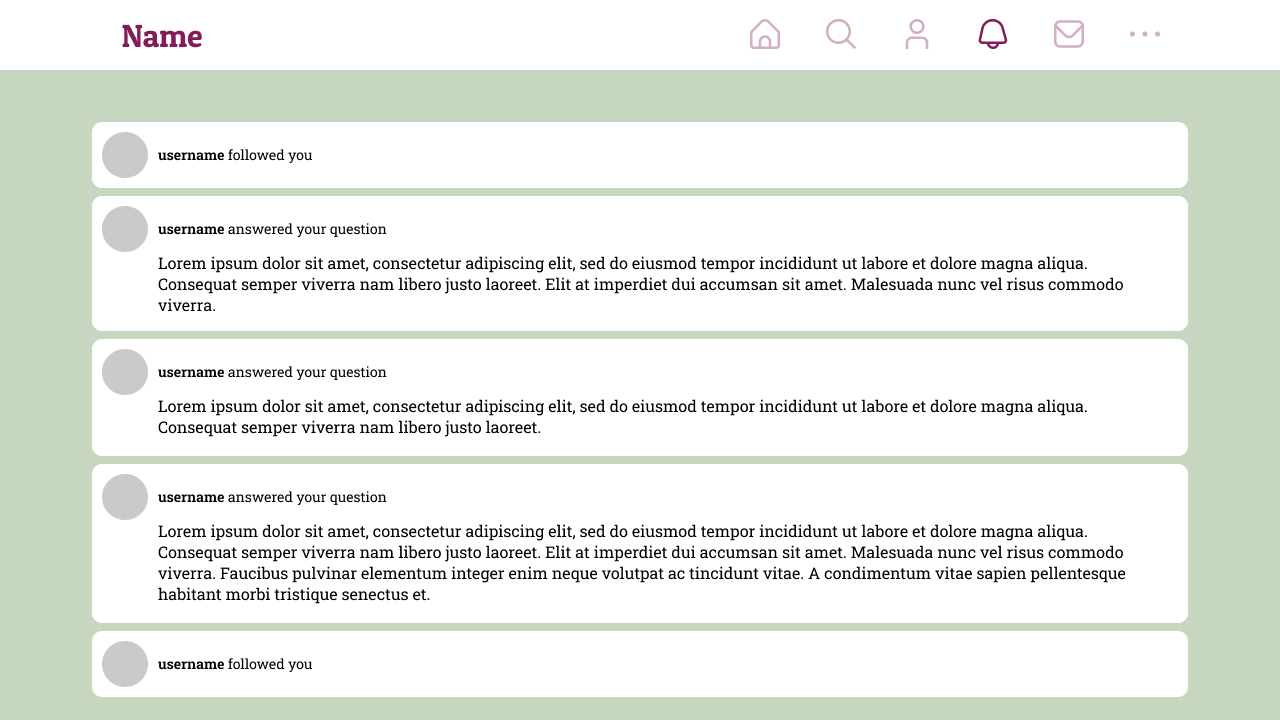 Name
username followed you
username answered your question
Lorem ipsum dolor sit amet, consectetur adipiscing elit, sed do eiusmod tempor incididunt ut labore et dolore magna aliqua.
Consequat semper viverra nam libero justo laoreet. Elit at imperdiet dui accumsan sit amet. Malesuada nunc vel risus commodo
viverra.
username answered your question
Lorem ipsum dolor sit amet, consectetur adipiscing elit, sed do eiusmod tempor incididunt ut labore et dolore magna aliqua.
Consequat semper viverra nam libero justo laoreet.
username answered your question
Lorem ipsum dolor sit amet, consectetur adipiscing elit, sed do eiusmod tempor incididunt ut labore et dolore magna aliqua.
Consequat semper viverra nam libero justo laoreet. Elit at imperdiet dui accumsan sit amet. Malesuada nunc vel risus commodo
viverra. Faucibus pulvinar elementum integer enim neque volutpat ac tincidunt vitae. A condimentum vitae sapien pellentesque
habitant morbi tristique senectus et.
username followed you